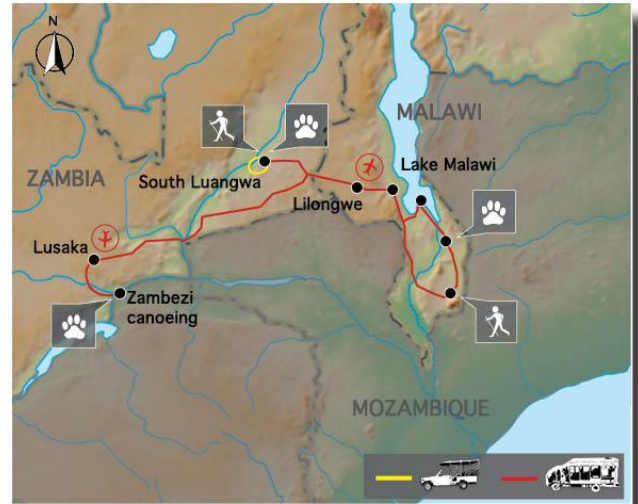 N
MALAWI
ZAMBIA
South Luangwa
Lake Malawi
Lilongwe
Lusaka
Zambezi
canoeing
MOZAMBIQUE